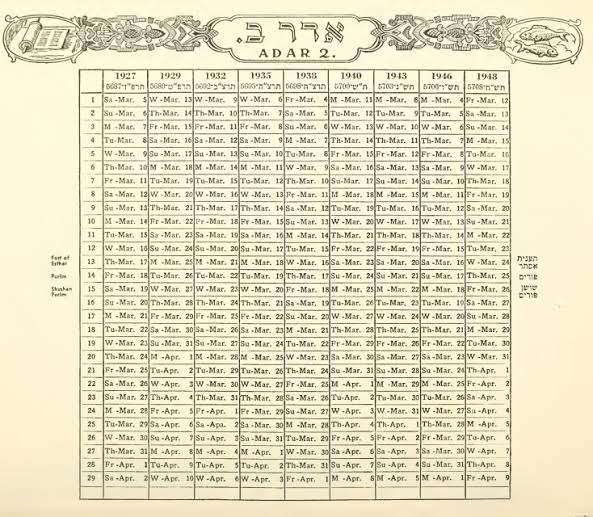 אדר ב.
ADAR 2.
1927 1929 1932 1935 1938 1940 1943 1946 1948
תרפ"ז-5687 תרפ"ט-5689 תרצ"ב-5692 תרצ"ה-5695 תרצ"ח-5698 ת"ש-5700 תש"ג-5703 תש"ו-5706 תש"ח-5708
1 Sa -Mar. 5 W -Mar. 13 W -Mar. 9 W -Mar. 6 Fr -Mar. 4 M -Mar. 11 M -Mar. 8 M -Mar. 4 Fr -Mar. 12
2 Su -Mar. 6 Th-Mar. 14 Th-Mar. 10 Th-Mar. 7 Sa -Mar. 5 Tu-Mar. 12 Tu-Mar. 9 Tu-Mar. 5 Sa -Mar. 13
3 M -Mar. 7 Fr -Mar. 15 Fr -Mar. 11 Fr -Mar. 8 Su -Mar. 6 W -Mar. 13 W -Mar. 10 W -Mar. 6 Su -Mar. 14
4 Tu-Mar. 8 Sa -Mar. 16 Sa -Mar. 12 Sa -Mar. 9 M -Mar. 7 Th-Mar. 14 Th-Mar. 11 Th-Mar. 7 M -Mar. 15
5 W -Mar. 9 Su -Mar. 17 Su -Mar. 13 Su -Mar. 10 Tu-Mar. 8 Fr -Mar. 15 Fr -Mar. 12 Fr -Mar. 8 Tu-Mar. 16
6 Th-Mar. 10 M -Mar. 18 M -Mar. 14 M -Mar. 11 W -Mar. 9 Sa -Mar. 16 Sa -Mar. 13 Sa -Mar. 9 W -Mar. 17
7 Fr -Mar. 11 Tu-Mar. 19 Tu-Mar. 15 Tu-Mar. 12 Th-Mar. 10 Su -Mar. 17 Su -Mar. 14 Su -Mar. 10 Th-Mar. 18
8 Sa -Mar. 12 W -Mar. 20 W -Mar. 16 W -Mar. 13 Fr -Mar. 11 M -Mar. 18 M -Mar. 15 M -Mar. 11 Fr -Mar. 19
9 Su -Mar. 13 Th-Mar. 21 Th-Mar. 17 Th-Mar. 14 Sa -Mar. 12 Tu-Mar. 19 Tu-Mar. 16 Tu-Mar. 12 Sa -Mar. 20
10 M -Mar. 14 Fr -Mar. 22 Fr -Mar. 18 Fr -Mar. 15 Su -Mar. 13 W -Mar. 20 W -Mar. 17 W -Mar. 13 Su -Mar. 21
11 Tu-Mar. 15 Sa -Mar. 23 Sa -Mar. 19 Sa -Mar. 16 M -Mar. 14 Th-Mar. 21 Th-Mar. 18 Th-Mar. 14 M -Mar. 22
12 W -Mar. 16 Su -Mar. 24 Su -Mar. 20 Su -Mar. 17 Tu-Mar. 15 Fr -Mar. 22 Fr -Mar. 19 Fr -Mar. 15 Tu-Mar. 23
Fast of Esther 13 Th-Mar. 17 M -Mar. 25 M -Mar. 21 M -Mar. 18 W -Mar. 16 Sa -Mar. 23 Sa -Mar. 20 Sa -Mar. 16 W -Mar. 24 תענית אסתר
Purim 14 Fr -Mar. 18 Tu-Mar. 26 Tu-Mar. 22 Tu-Mar. 19 Th-Mar. 17 Su -Mar. 24 Su -Mar. 21 Su -Mar. 17 Th-Mar. 25 פורים
Shushan Purim 15 Sa -Mar. 19 W -Mar. 27 W -Mar. 23 W -Mar. 20 Fr -Mar. 18 M -Mar. 25 M -Mar. 22 M -Mar. 18 Fr -Mar. 26 שושן פורים
16 Su -Mar. 20 Th-Mar. 28 Th-Mar. 24 Th-Mar. 21 Sa -Mar. 19 Tu-Mar. 26 Tu-Mar. 23 Tu-Mar. 19 Sa -Mar. 27
17 M -Mar. 21 Fr -Mar. 29 Fr -Mar. 25 Fr -Mar. 22 Su -Mar. 20 W -Mar. 27 W -Mar. 24 W -Mar. 20 Su -Mar. 28
18 Tu-Mar. 22 Sa -Mar. 30 Sa -Mar. 26 Sa -Mar. 23 M -Mar. 21 Th-Mar. 28 Th-Mar. 25 Th-Mar. 21 M -Mar. 29
19 W -Mar. 23 Su -Mar. 31 Su -Mar. 27 Su -Mar. 24 Tu-Mar. 22 Fr -Mar. 29 Fr -Mar. 26 Fr -Mar. 22 Tu-Mar. 30
20 Th-Mar. 24 M -Apr. 1 M -Mar. 28 M -Mar. 25 W -Mar. 23 Sa -Mar. 30 Sa -Mar. 27 Sa -Mar. 23 W -Mar. 31
21 Fr -Mar. 25 Tu-Apr. 2 Tu-Mar. 29 Tu-Mar. 26 Th-Mar. 24 Su -Mar. 31 Su -Mar. 28 Su -Mar. 24 Th-Apr. 1
22 Sa -Mar. 26 W -Apr. 3 W -Mar. 30 W -Mar. 27 Fr -Mar. 25 M -Apr. 1 M -Mar. 29 M -Mar. 25 Fr -Apr. 2
23 Su -Mar. 27 Th-Apr. 4 Th-Mar. 31 Th-Mar. 28 Sa -Mar. 26 Tu-Apr. 2 Tu-Mar. 30 Tu-Mar. 26 Sa -Apr. 3
24 M -Mar. 28 Fr -Apr. 5 Fr -Apr. 1 Fr -Mar. 29 Su -Mar. 27 W -Apr. 3 W -Mar. 31 W -Mar. 27 Su -Apr. 4
25 Tu-Mar. 29 Sa -Apr. 6 Sa -Apr. 2 Sa -Mar. 30 M -Mar. 28 Th-Apr. 4 Th-Apr. 1 Th-Mar. 28 M -Apr. 5
26 W -Mar. 30 Su -Apr. 7 Su -Apr. 3 Su -Mar. 31 Tu-Mar. 29 Fr -Apr. 5 Fr -Apr. 2 Fr -Mar. 29 Tu-Apr. 6
27 Th-Mar. 31 M -Apr. 8 M -Apr. 4 M -Apr. 1 W -Mar. 30 Sa -Apr. 6 Sa -Apr. 3 Sa -Mar. 30 W -Apr. 7
28 Fr -Apr. 1 Tu-Apr. 9 Tu-Apr. 5 Tu-Apr. 2 Th-Mar. 31 Su -Apr. 7 Su -Apr. 4 Su -Mar. 31 Th-Apr. 8
29 Sa -Apr. 2 W -Apr. 10 W -Apr. 6 W -Apr. 3 Fr -Apr. 1 M -Apr. 8 M -Apr. 5 M -Apr. 1 Fr -Apr. 9